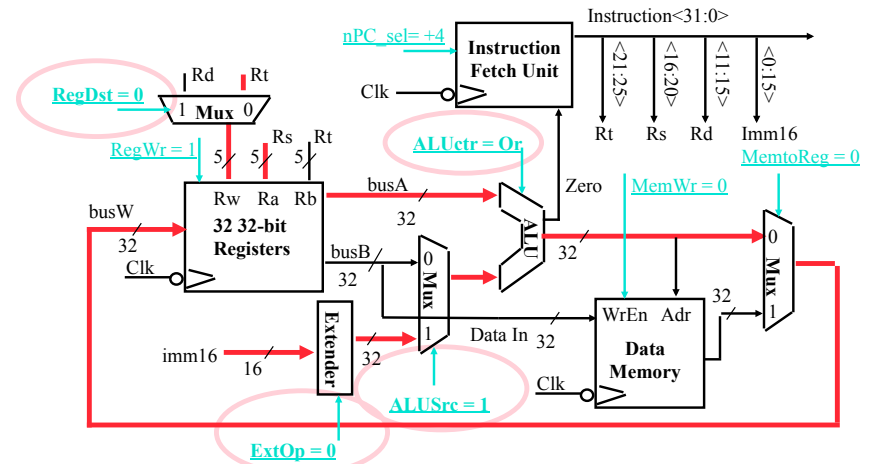 Instruction<31:0>
nPC_sel= +4
Instruction
Fetch Unit
Clk
<21:25>
<16:20>
<11:15>
<0:15>
Rt
Rs
Rd
Imm16
Rd
Rt
RegDst = 0
1 Mux 0
RegWr = 1
5
5
Rs
5
Rt
ALUctr = Or
MemtoReg = 0
MemWr = 0
Zero
busA
32
Rw Ra Rb
busW
32
32 32-bit
Registers
busB
32
Clk
0
Mux
1
ALU
32
0
Mux
1
32
WrEn Adr
Data In
32
Data
Memory
Clk
imm16
16
Extender
32
ALUSrc = 1
ExtOp = 0